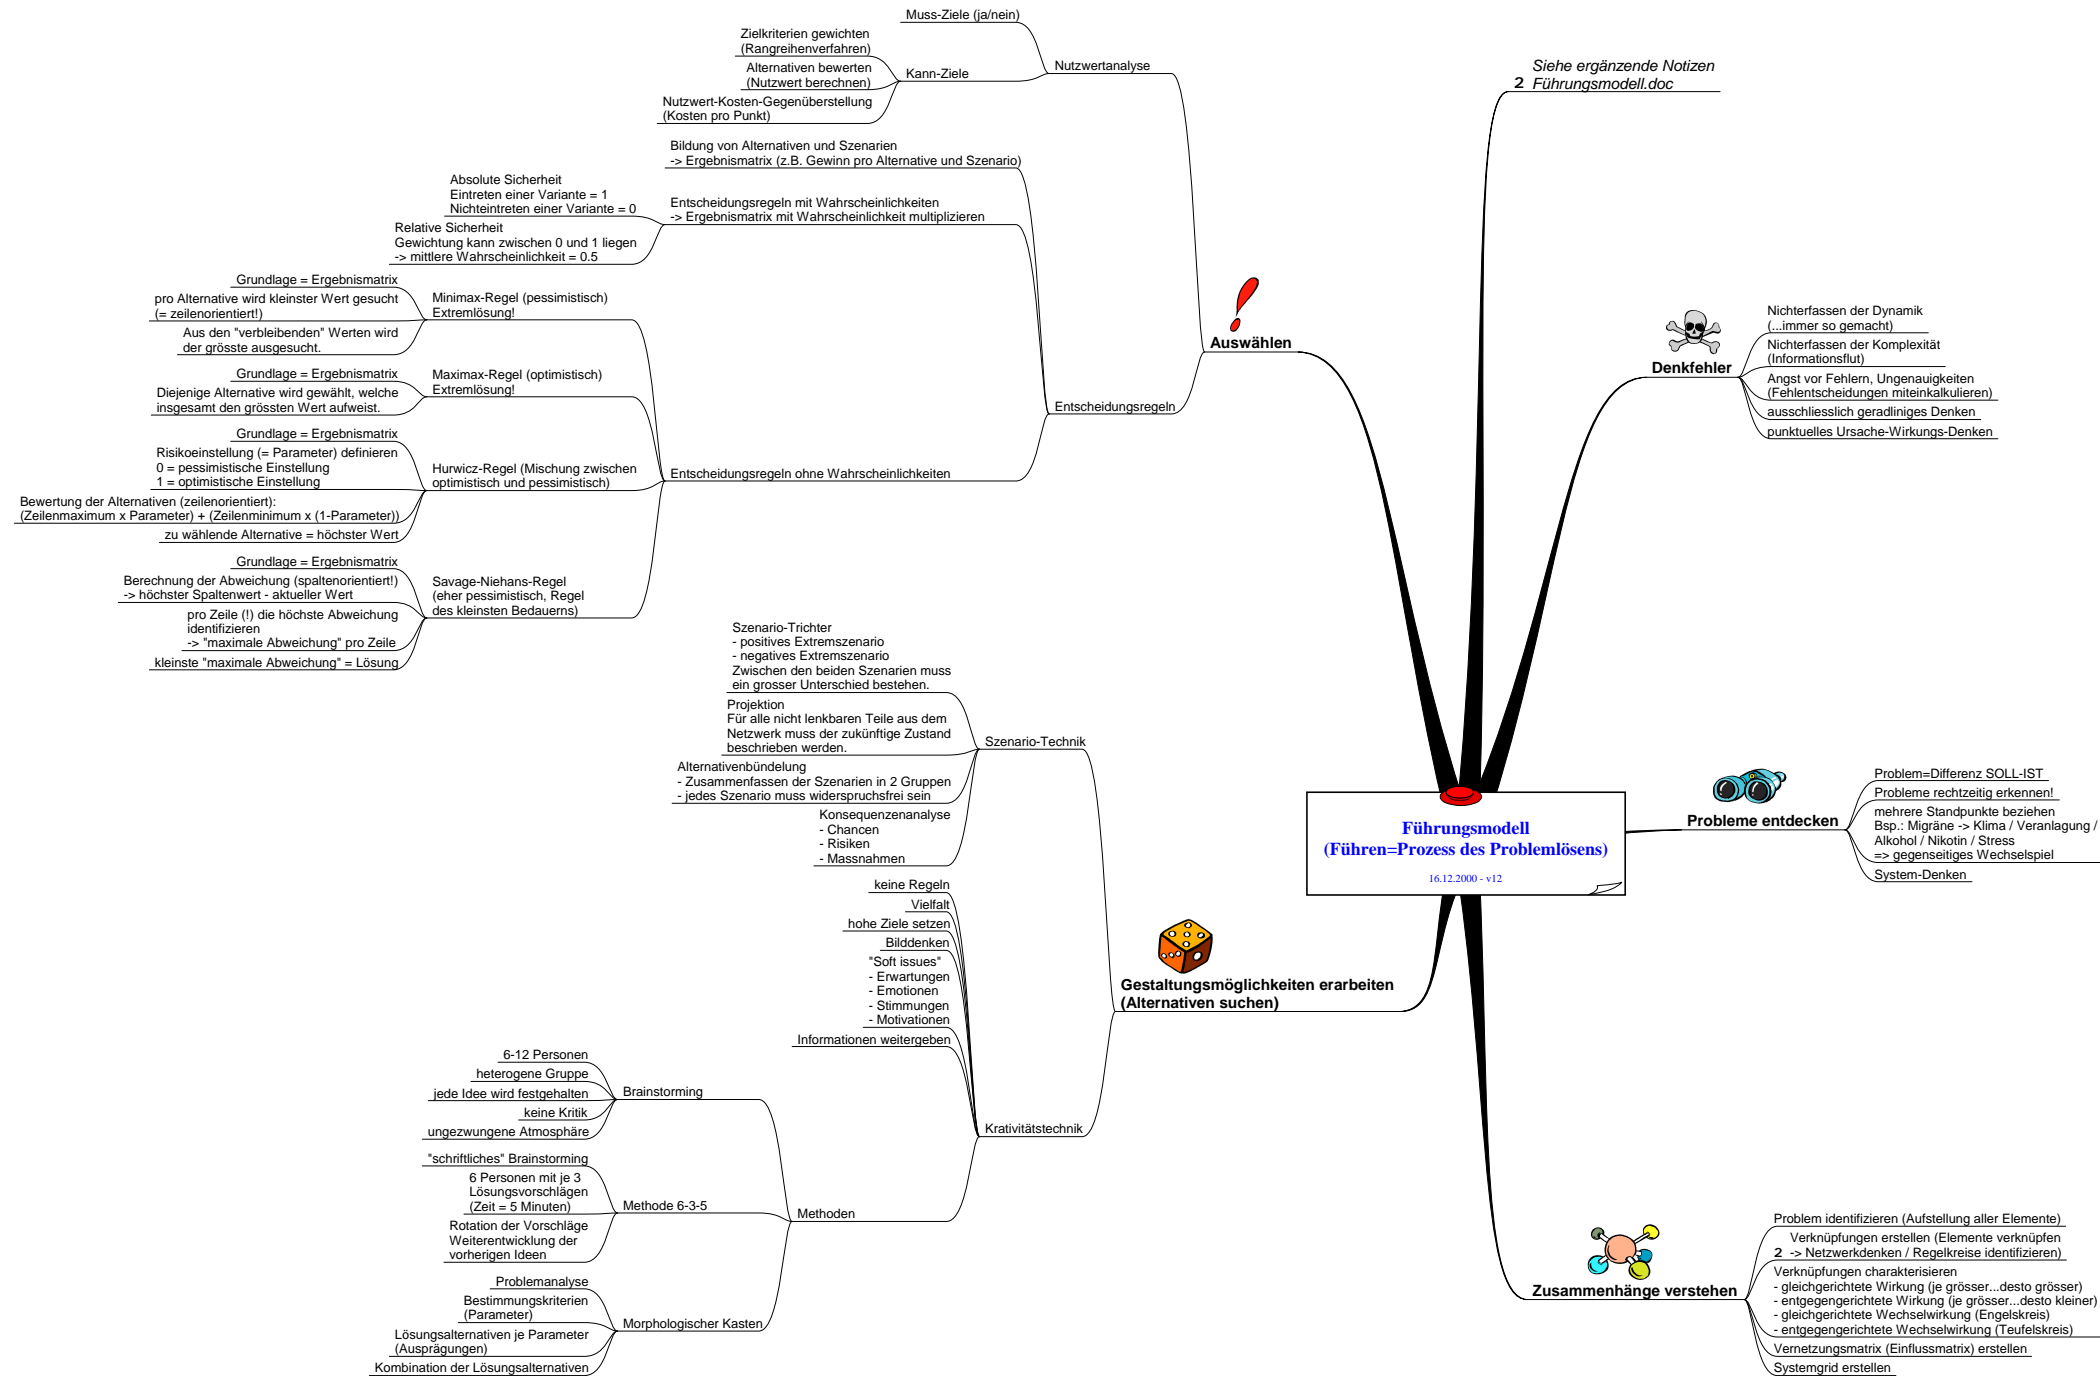 Führungsmodell
(Führen=Prozess des Problemlösens)
16.12.2000 - v12
2 Siehe ergänzende Notizen
Führungsmodell.doc
Denkfehler
Nichterfassen der Dynamik
(...immer so gemacht)
Nichterfassen der Komplexität
(Informationsflut)
Angst vor Fehlern, Ungenauigkeiten
(Fehlentscheidungen miteinkalkulieren)
ausschliesslich geradliniges Denken
punktuelles Ursache-Wirkungs-Denken
Probleme entdecken
Problem=Differenz SOLL-IST
Probleme rechtzeitig erkennen!
mehrere Standpunkte beziehen
Bsp.: Migräne -> Klima / Veranlagung /
Alkohol / Nikotin / Stress
=> gegenseitiges Wechselspiel
System-Denken
Zusammenhänge verstehen
Problem identifizieren (Aufstellung aller Elemente)
Verknüpfungen erstellen (Elemente verknüpfen
2 -> Netzwerkdenken / Regelkreise identifizieren)
Verknüpfungen charakterisieren
- gleichgerichtete Wirkung (je grösser...desto grösser)
- entgegengerichtete Wirkung (je grösser...desto kleiner)
- gleichgerichtete Wechselwirkung (Engelskreis)
- entgegengerichtete Wechselwirkung (Teufelskreis)
Vernetzungsmatrix (Einflussmatrix) erstellen
Systemgrid erstellen
Gestaltungsmöglichkeiten erarbeiten
(Alternativen suchen)
Szenario-Technik
Szenario-Trichter
- positives Extremszenario
- negatives Extremszenario
Zwischen den beiden Szenarien muss
ein grosser Unterschied bestehen.
Projektion
Für alle nicht lenkbaren Teile aus dem
Netzwerk muss der zukünftige Zustand
beschrieben werden.
Alternativenbündelung
- Zusammenfassen der Szenarien in 2 Gruppen
- jedes Szenario muss widerspruchsfrei sein
Konsequenzenanalyse
- Chancen
- Risiken
- Massnahmen
Krativitätstechnik
keine Regeln
Vielfalt
hohe Ziele setzen
Bilddenken
"Soft issues"
- Erwartungen
- Emotionen
- Stimmungen
- Motivationen
Informationen weitergeben
Methoden
Brainstorming
6-12 Personen
heterogene Gruppe
jede Idee wird festgehalten
keine Kritik
ungezwungene Atmosphäre
Methode 6-3-5
"schriftliches" Brainstorming
6 Personen mit je 3
Lösungsvorschlägen
(Zeit = 5 Minuten)
Rotation der Vorschläge
Weiterentwicklung der
vorherigen Ideen
Morphologischer Kasten
Problemanalyse
Bestimmungskriterien
(Parameter)
Lösungsalternativen je Parameter
(Ausprägungen)
Kombination der Lösungsalternativen
Auswählen
Nutzwertanalyse
Muss-Ziele (ja/nein)
Kann-Ziele
Zielkriterien gewichten
(Rangreihenverfahren)
Alternativen bewerten
(Nutzwert berechnen)
Nutzwert-Kosten-Gegenüberstellung
(Kosten pro Punkt)
Entscheidungsregeln
Bildung von Alternativen und Szenarien
-> Ergebnismatrix (z.B. Gewinn pro Alternative und Szenario)
Entscheidungsregeln mit Wahrscheinlichkeiten
-> Ergebnismatrix mit Wahrscheinlichkeit multiplizieren
Absolute Sicherheit
Eintreten einer Variante = 1
Nichteintreten einer Variante = 0
Relative Sicherheit
Gewichtung kann zwischen 0 und 1 liegen
-> mittlere Wahrscheinlichkeit = 0.5
Entscheidungsregeln ohne Wahrscheinlichkeiten
Minimax-Regel (pessimistisch)
Extremlösung!
Grundlage = Ergebnismatrix
pro Alternative wird kleinster Wert gesucht
(= zeilenorientiert!)
Aus den "verbleibenden" Werten wird
der grösste ausgesucht.
Maximax-Regel (optimistisch)
Extremlösung!
Grundlage = Ergebnismatrix
Diejenige Alternative wird gewählt, welche
insgesamt den grössten Wert aufweist.
Hurwicz-Regel (Mischung zwischen
optimistisch und pessimistisch)
Grundlage = Ergebnismatrix
Risikoeinstellung (= Parameter) definieren
0 = pessimistische Einstellung
1 = optimistische Einstellung
Bewertung der Alternativen (zeilenorientiert):
(Zeilenmaximum x Parameter) + (Zeilenminimum x (1-Parameter))
zu wählende Alternative = höchster Wert
Savage-Niehans-Regel
(eher pessimistisch, Regel
des kleinsten Bedauerns)
Grundlage = Ergebnismatrix
Berechnung der Abweichung (spaltenorientiert!)
-> höchster Spaltenwert - aktueller Wert
pro Zeile (!) die höchste Abweichung
identifizieren
-> "maximale Abweichung" pro Zeile
kleinste "maximale Abweichung" = Lösung